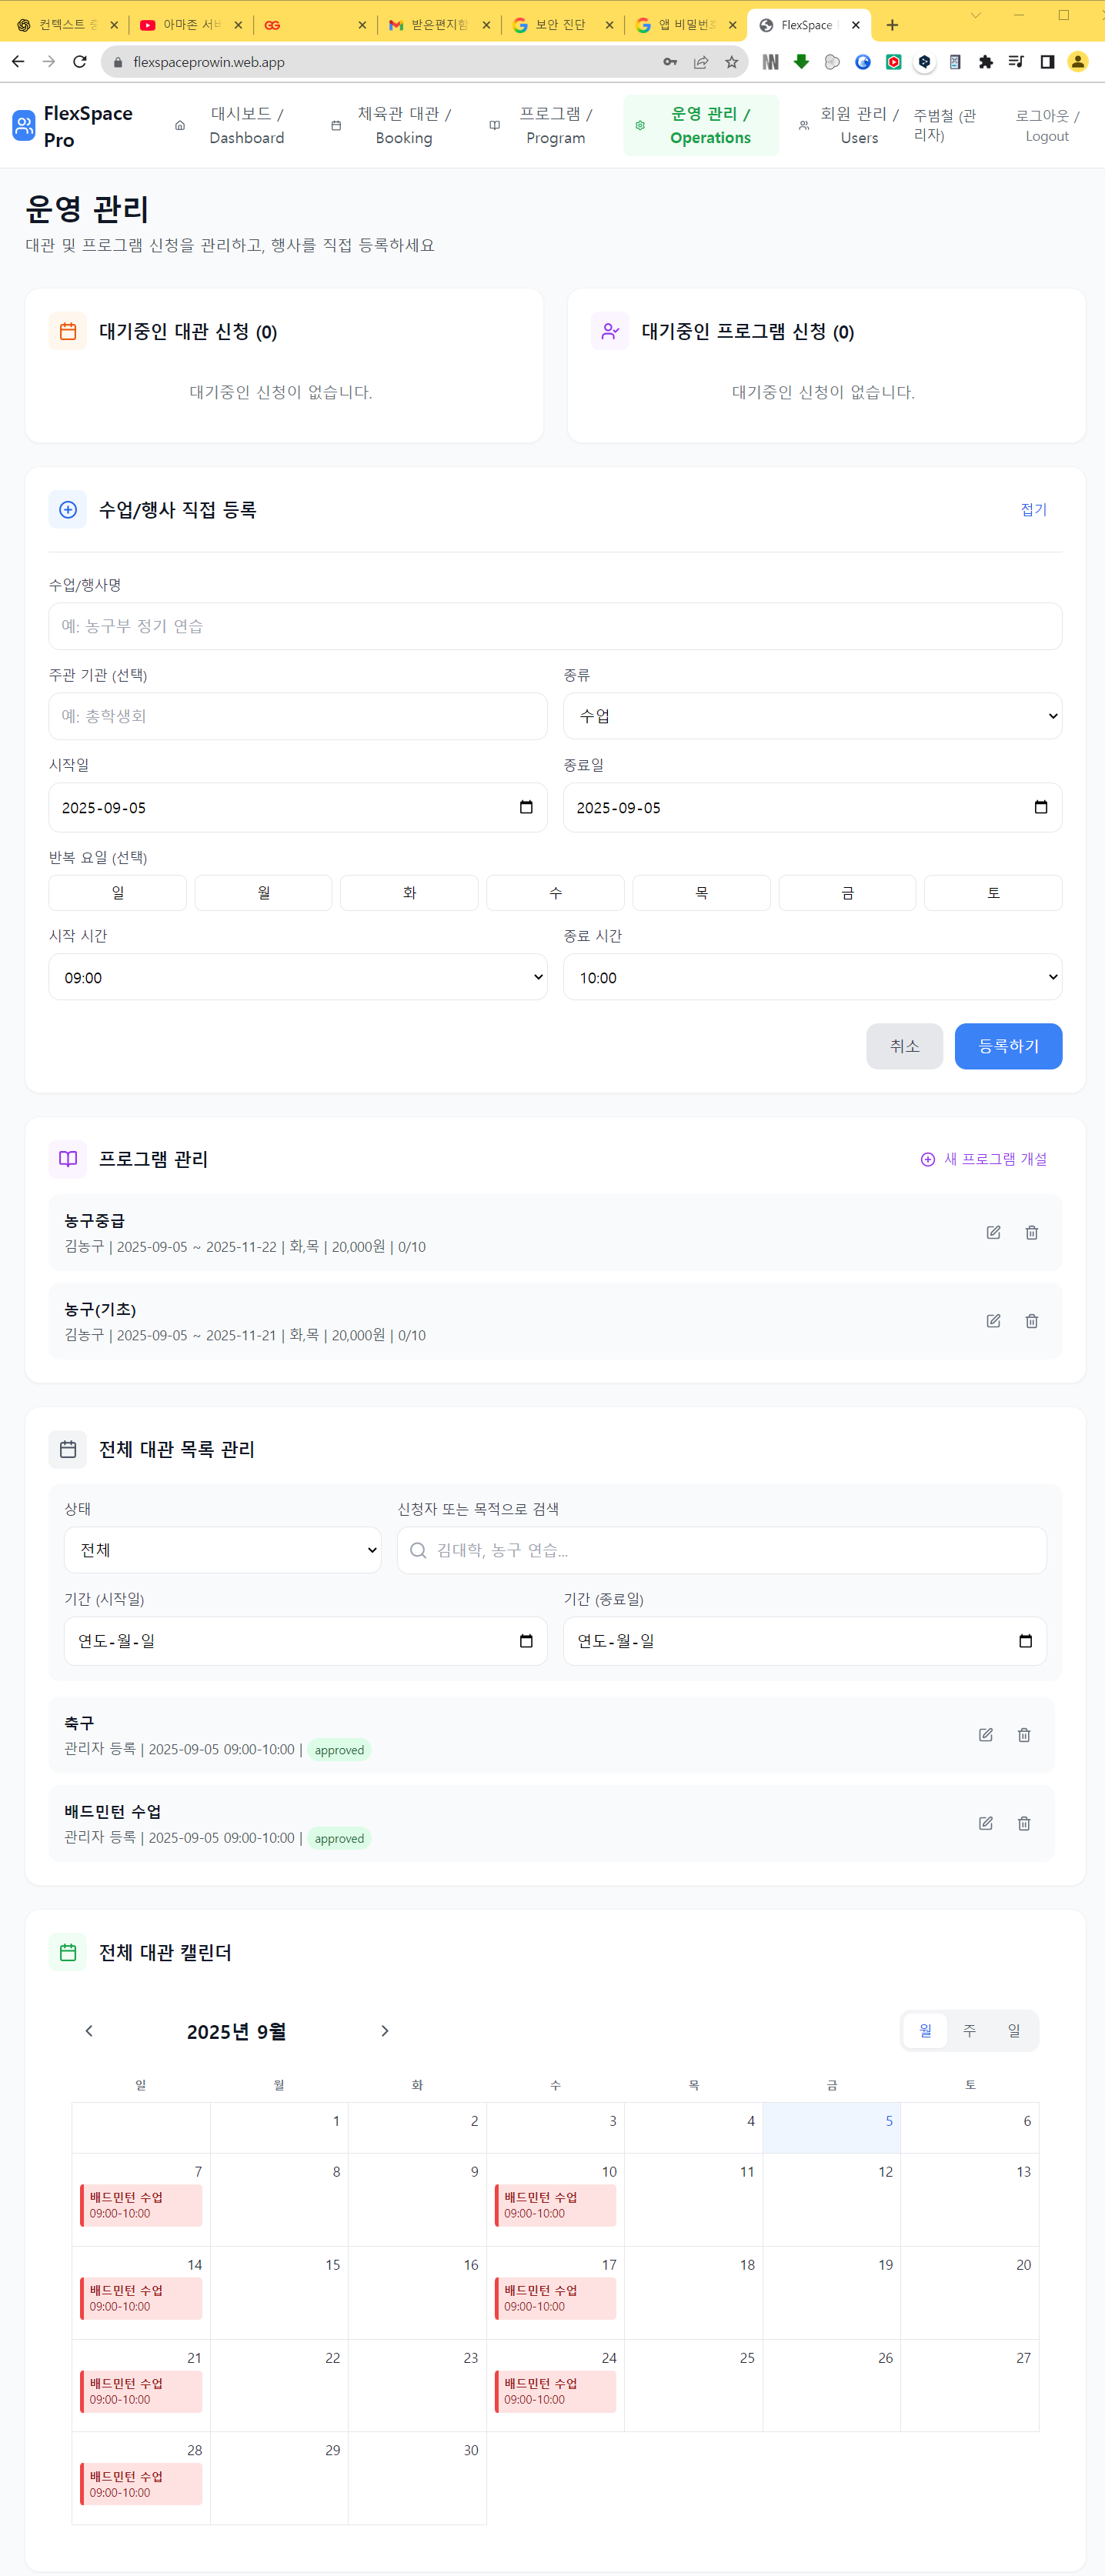 컨텍스트
아마존 서비
받은편지함
보안 진단
앱 비밀번호
FlexSpace
flexspaceprowin.web.app
FlexSpace Pro
대시보드 / Dashboard
체육관 대관 / Booking
프로그램 / Program
운영 관리 / Operations
회원 관리 / Users
주범철 (관리자)
로그아웃 / Logout
운영 관리
대관 및 프로그램 신청을 관리하고, 행사를 직접 등록하세요
대기중인 대관 신청 (0)
대기중인 신청이 없습니다.
대기중인 프로그램 신청 (0)
대기중인 신청이 없습니다.
수업/행사 직접 등록
접기
수업/행사명
예: 농구부 정기 연습
주관 기관 (선택)
종류
예: 총학생회
수업
시작일
종료일
2025-09-05
2025-09-05
반복 요일 (선택)
일 월 화 수 목 금 토
시작 시간
종료 시간
09:00
10:00
취소
등록하기
프로그램 관리
새 프로그램 개설
농구중급
김농구 | 2025-09-05 ~ 2025-11-22 | 화,목 | 20,000원 | 0/10
농구(기초)
김농구 | 2025-09-05 ~ 2025-11-21 | 화,목 | 20,000원 | 0/10
전체 대관 목록 관리
상태
신청자 또는 목적으로 검색
전체
김대학, 농구 연습...
기간 (시작일)
기간 (종료일)
연도-월-일
연도-월-일
축구
관리자 등록 | 2025-09-05 09:00-10:00 | approved
배드민턴 수업
관리자 등록 | 2025-09-05 09:00-10:00 | approved
전체 대관 캘린더
2025년 9월
월 주 일
일 월 화 수 목 금 토
1 2 3 4 5 6
7 8 9 10 11 12 13
배드민턴 수업
09:00-10:00
배드민턴 수업
09:00-10:00
14 15 16 17 18 19 20
배드민턴 수업
09:00-10:00
배드민턴 수업
09:00-10:00
21 22 23 24 25 26 27
배드민턴 수업
09:00-10:00
배드민턴 수업
09:00-10:00
28 29 30
배드민턴 수업
09:00-10:00